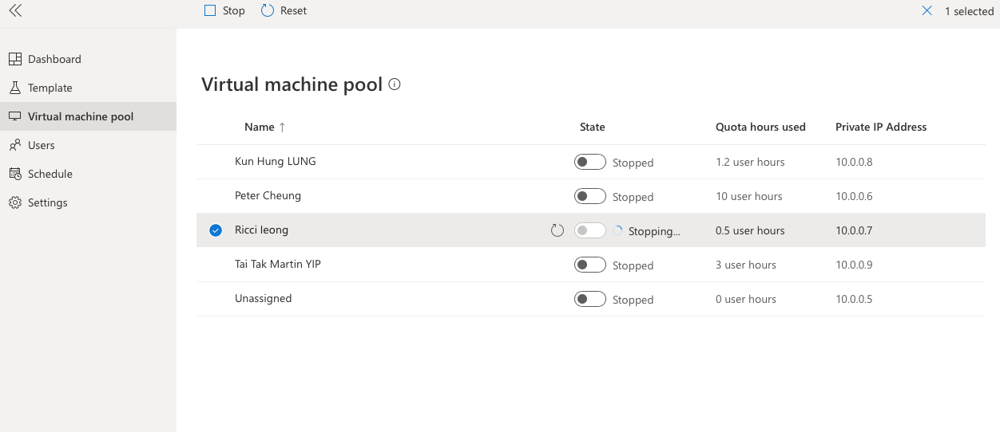 Stop Reset 1 selected
Dashboard
Template
Virtual machine pool
Users
Schedule
Settings
Virtual machine pool
Name ↑ State Quota hours used Private IP Address
Kun Hung LUNG Stopped 1.2 user hours 10.0.0.8
Peter Cheung Stopped 10 user hours 10.0.0.6
Ricci Ieong Stopping... 0.5 user hours 10.0.0.7
Tai Tak Martin YIP Stopped 3 user hours 10.0.0.9
Unassigned Stopped 0 user hours 10.0.0.5